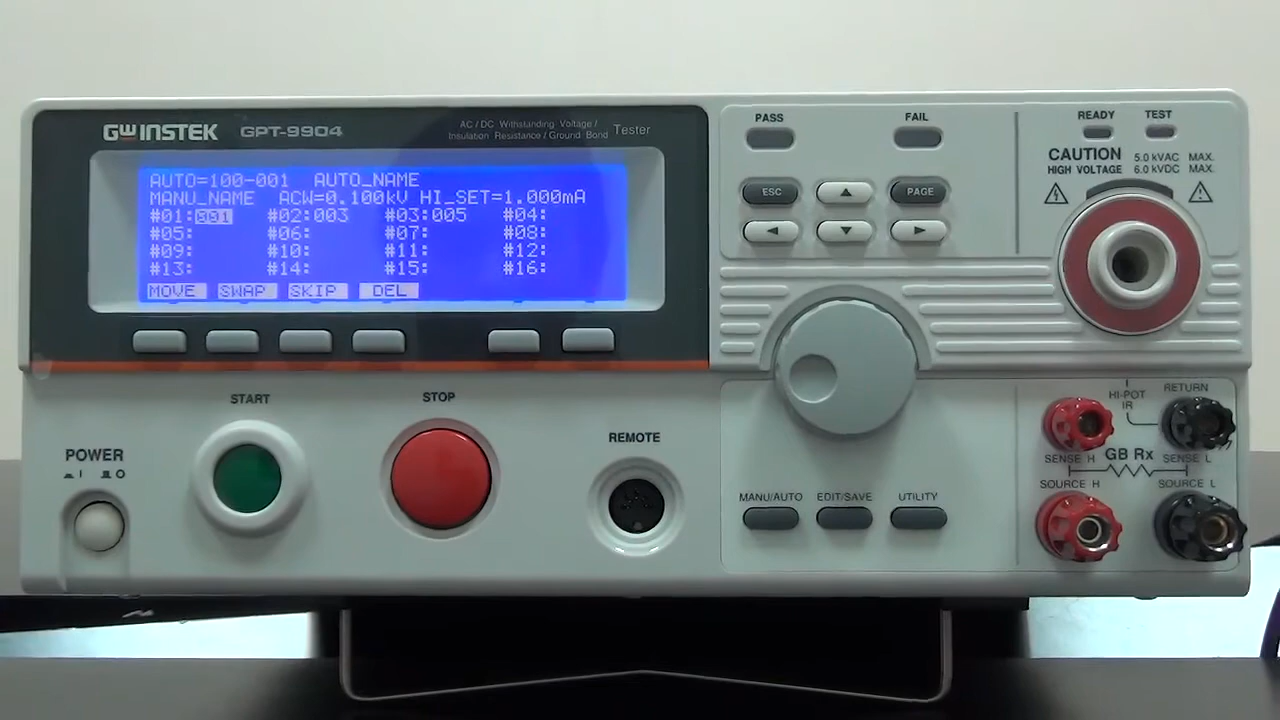 GWINSTEK GPT-9904
AC / DC Withstanding Voltage /
Insulation Resistance / Ground Bond Tester
AUTO=100-001 AUTO_NAME
MANU_NAME ACW=0.100kV HI_SET=1.000mA
#01:001 #02:003 #03:005 #04:
#05: #06: #07: #08:
#09: #10: #11: #12:
#13: #14: #15: #16:
MOVE SWAP SKIP DEL
PASS FAIL
ESC ▲ PAGE
◄ ▼ ►
READY TEST
CAUTION 5.0 kVAC MAX.
HIGH VOLTAGE 6.0 kVDC MAX.
START STOP
POWER
I O
REMOTE
MANU/AUTO EDIT/SAVE UTILITY
RETURN
HI-POT
IR
SENSE H GB Rx SENSE L
SOURCE H SOURCE L